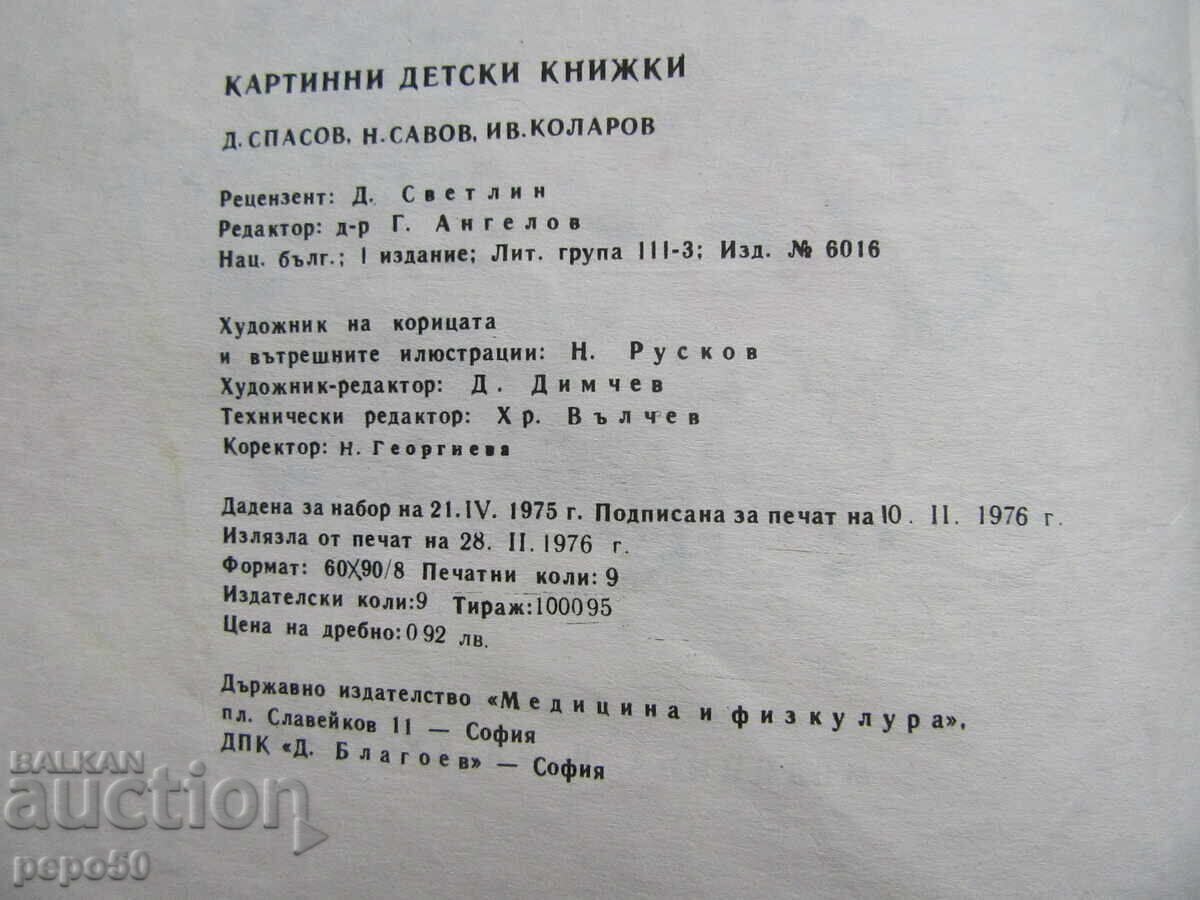 КАРТИННИ ДЕТСКИ КНИЖКИ
Д. СПАСОВ, Н. САВОВ, ИВ. КОЛАРОВ
Рецензент: Д. Светлин
Редактор: д-р Г. Ангелов
Нац. бълг.; I издание; Лит. група III-3; Изд. № 6016
Художник на корицата
и вътрешните илюстрации: Н. Русков
Художник-редактор: Д. Димчев
Технически редактор: Хр. Вълчев
Коректор: Н. Георгиева
Дадена за набор на 21. IV. 1975 г. Подписана за печат на 10. II. 1976 г.
Излязла от печат на 28. II. 1976 г.
Формат: 60X90/8 Печатни коли: 9
Издателски коли:9 Тираж:100095
Цена на дребно:0 92 лв.
Държавно издателство «Медицина и физкулура»,
пл. Славейков 11 — София
ДПК «Д. Благоев» — София
BALKAN
auction
pepo50